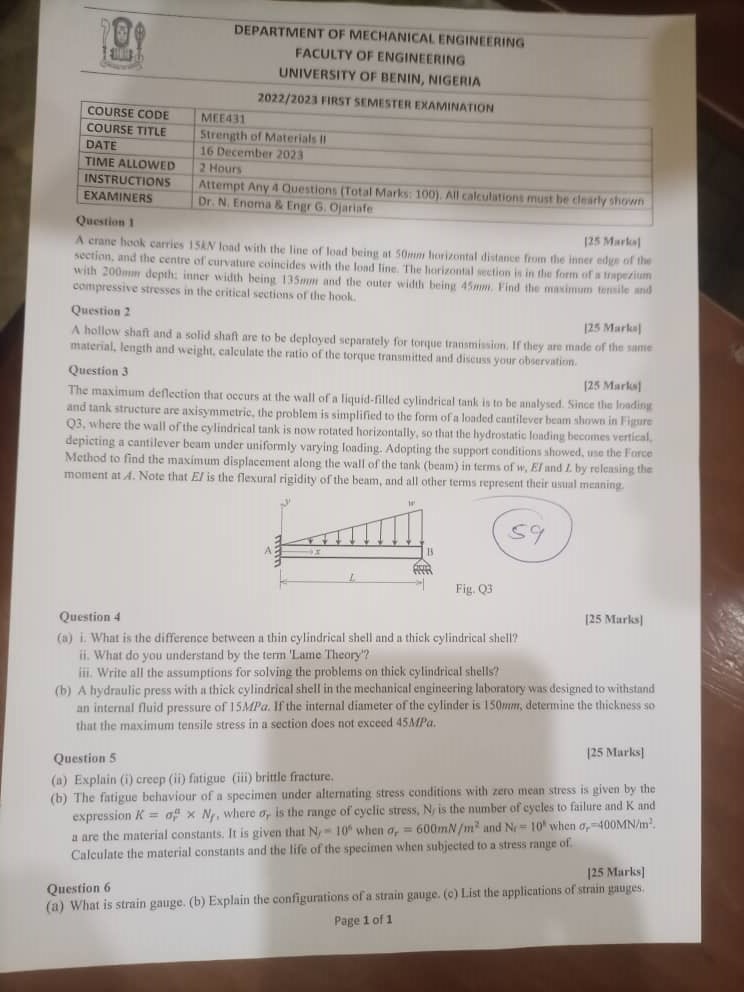 DEPARTMENT OF MECHANICAL ENGINEERING
FACULTY OF ENGINEERING
UNIVERSITY OF BENIN, NIGERIA
2022/2023 FIRST SEMESTER EXAMINATION
COURSE CODE MEE431
COURSE TITLE Strength of Materials II
DATE 16 December 2023
TIME ALLOWED 2 Hours
INSTRUCTIONS Attempt Any 4 Questions (Total Marks: 100). All calculations must be clearly shown
EXAMINERS Dr. N. Enoma & Engr G. Ojariafe
Question 1 [25 Marks]
A crane hook carries 15kN load with the line of load being at 50mm horizontal distance from the inner edge of the
section, and the centre of curvature coincides with the load line. The horizontal section is in the form of a trapezium
with 200mm depth; inner width being 135mm and the outer width being 45mm. Find the maximum tensile and
compressive stresses in the critical sections of the hook.
Question 2 [25 Marks]
A hollow shaft and a solid shaft are to be deployed separately for torque transmission. If they are made of the same
material, length and weight, calculate the ratio of the torque transmitted and discuss your observation.
Question 3 [25 Marks]
The maximum deflection that occurs at the wall of a liquid-filled cylindrical tank is to be analysed. Since the loading
and tank structure are axisymmetric, the problem is simplified to the form of a loaded cantilever beam shown in Figure
Q3, where the wall of the cylindrical tank is now rotated horizontally, so that the hydrostatic loading becomes vertical,
depicting a cantilever beam under uniformly varying loading. Adopting the support conditions showed, use the Force
Method to find the maximum displacement along the wall of the tank (beam) in terms of w, EI and L by releasing the
moment at A. Note that EI is the flexural rigidity of the beam, and all other terms represent their usual meaning.
y
w
59
A
x
B
L
Fig. Q3
Question 4 [25 Marks]
(a) i. What is the difference between a thin cylindrical shell and a thick cylindrical shell?
ii. What do you understand by the term 'Lame Theory'?
iii. Write all the assumptions for solving the problems on thick cylindrical shells?
(b) A hydraulic press with a thick cylindrical shell in the mechanical engineering laboratory was designed to withstand
an internal fluid pressure of 15MPa. If the internal diameter of the cylinder is 150mm, determine the thickness so
that the maximum tensile stress in a section does not exceed 45MPa.
Question 5 [25 Marks]
(a) Explain (i) creep (ii) fatigue (iii) brittle fracture.
(b) The fatigue behaviour of a specimen under alternating stress conditions with zero mean stress is given by the
expression K = σᵣᵃ × Nf, where σᵣ is the range of cyclic stress, Nf is the number of cycles to failure and K and
a are the material constants. It is given that Nf = 10⁶ when σᵣ = 600mN/m² and Nf = 10⁸ when σᵣ=400MN/m².
Calculate the material constants and the life of the specimen when subjected to a stress range of.
Question 6 [25 Marks]
(a) What is strain gauge. (b) Explain the configurations of a strain gauge. (c) List the applications of strain gauges.
Page 1 of 1